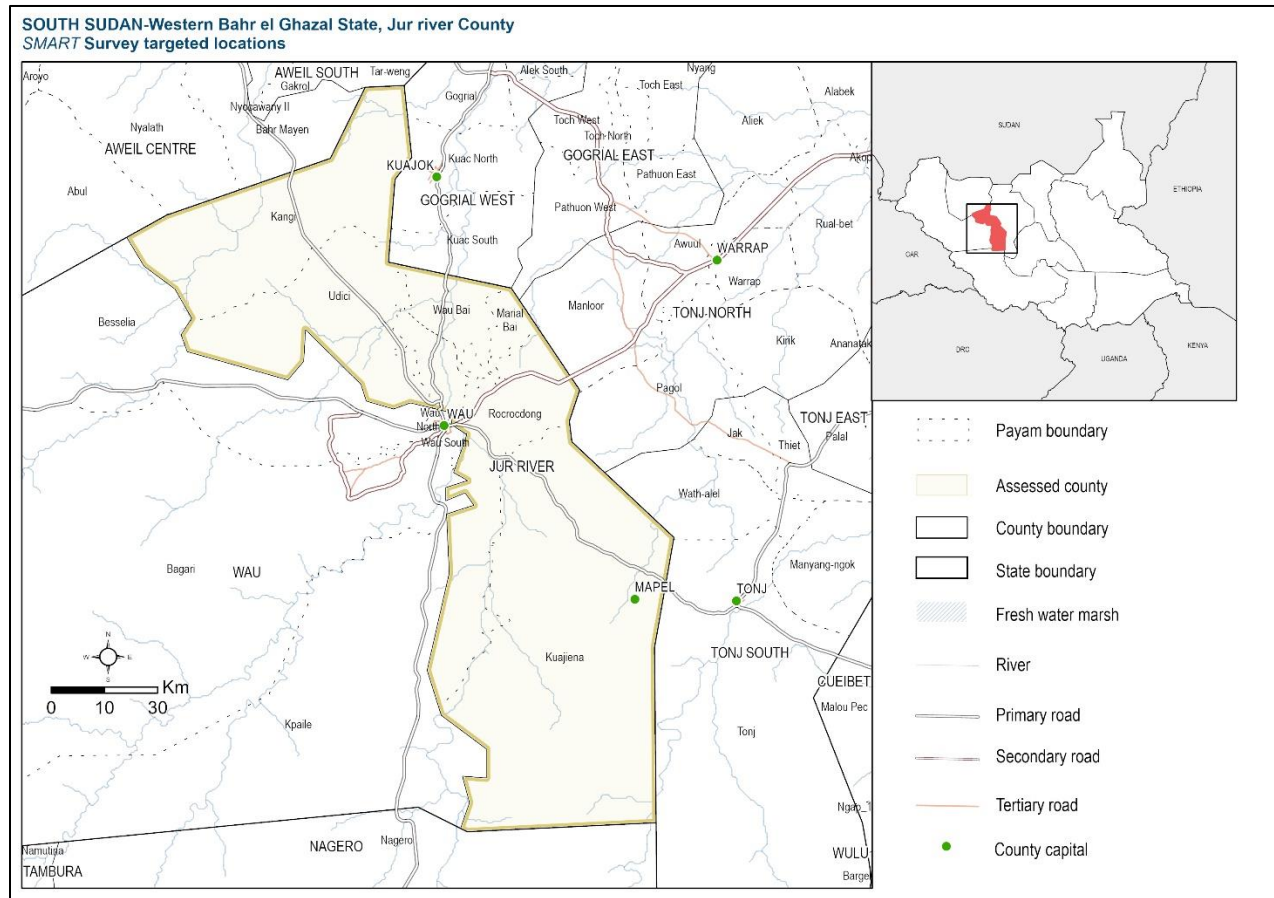 SOUTH SUDAN-Western Bahr el Ghazal State, Jur river County
SMART Survey targeted locations
Aroyo
AWEIL SOUTH
Tar-weng
Gakrol
Alek South
Nyang
Toch East
Alabek
Nyocawany II
Gogrial
Nyalath
Bahr Mayen
Toch West
Aliek
AWEIL CENTRE
Toch-North
KUAJOK
Kuac North
GOGRIAL EAST
Akop
Abul
Pathuon East
GOGRIAL WEST
Pathuon West
Kangi
Rual-bet
Kuac South
Awuul
WARRAP
Warrap
Udici
Manloor
Besselia
Wau Bai
Marial
Bai
TONJ-NORTH
Kirik
Ananatak
Pagol
Wau
North
WAU
Rocrocdong
TONJ EAST
Wau South
Jak
Thiet
Palal
JUR RIVER
Wath-alel
Bagari
WAU
Manyang-ngok
MAPEL
TONJ
Kuajiena
TONJ SOUTH
CUEIBET
Malou Pec
N
W
E
S
Km
0 10 30
Kpaile
Tonj
Namutina
TAMBURA
NAGERO
Nagero
WULU
SUDAN
ETHIOPIA
CAR
DRC
UGANDA
KENYA
Payam boundary
Assessed county
County boundary
State boundary
Fresh water marsh
River
Primary road
Secondary road
Tertiary road
County capital